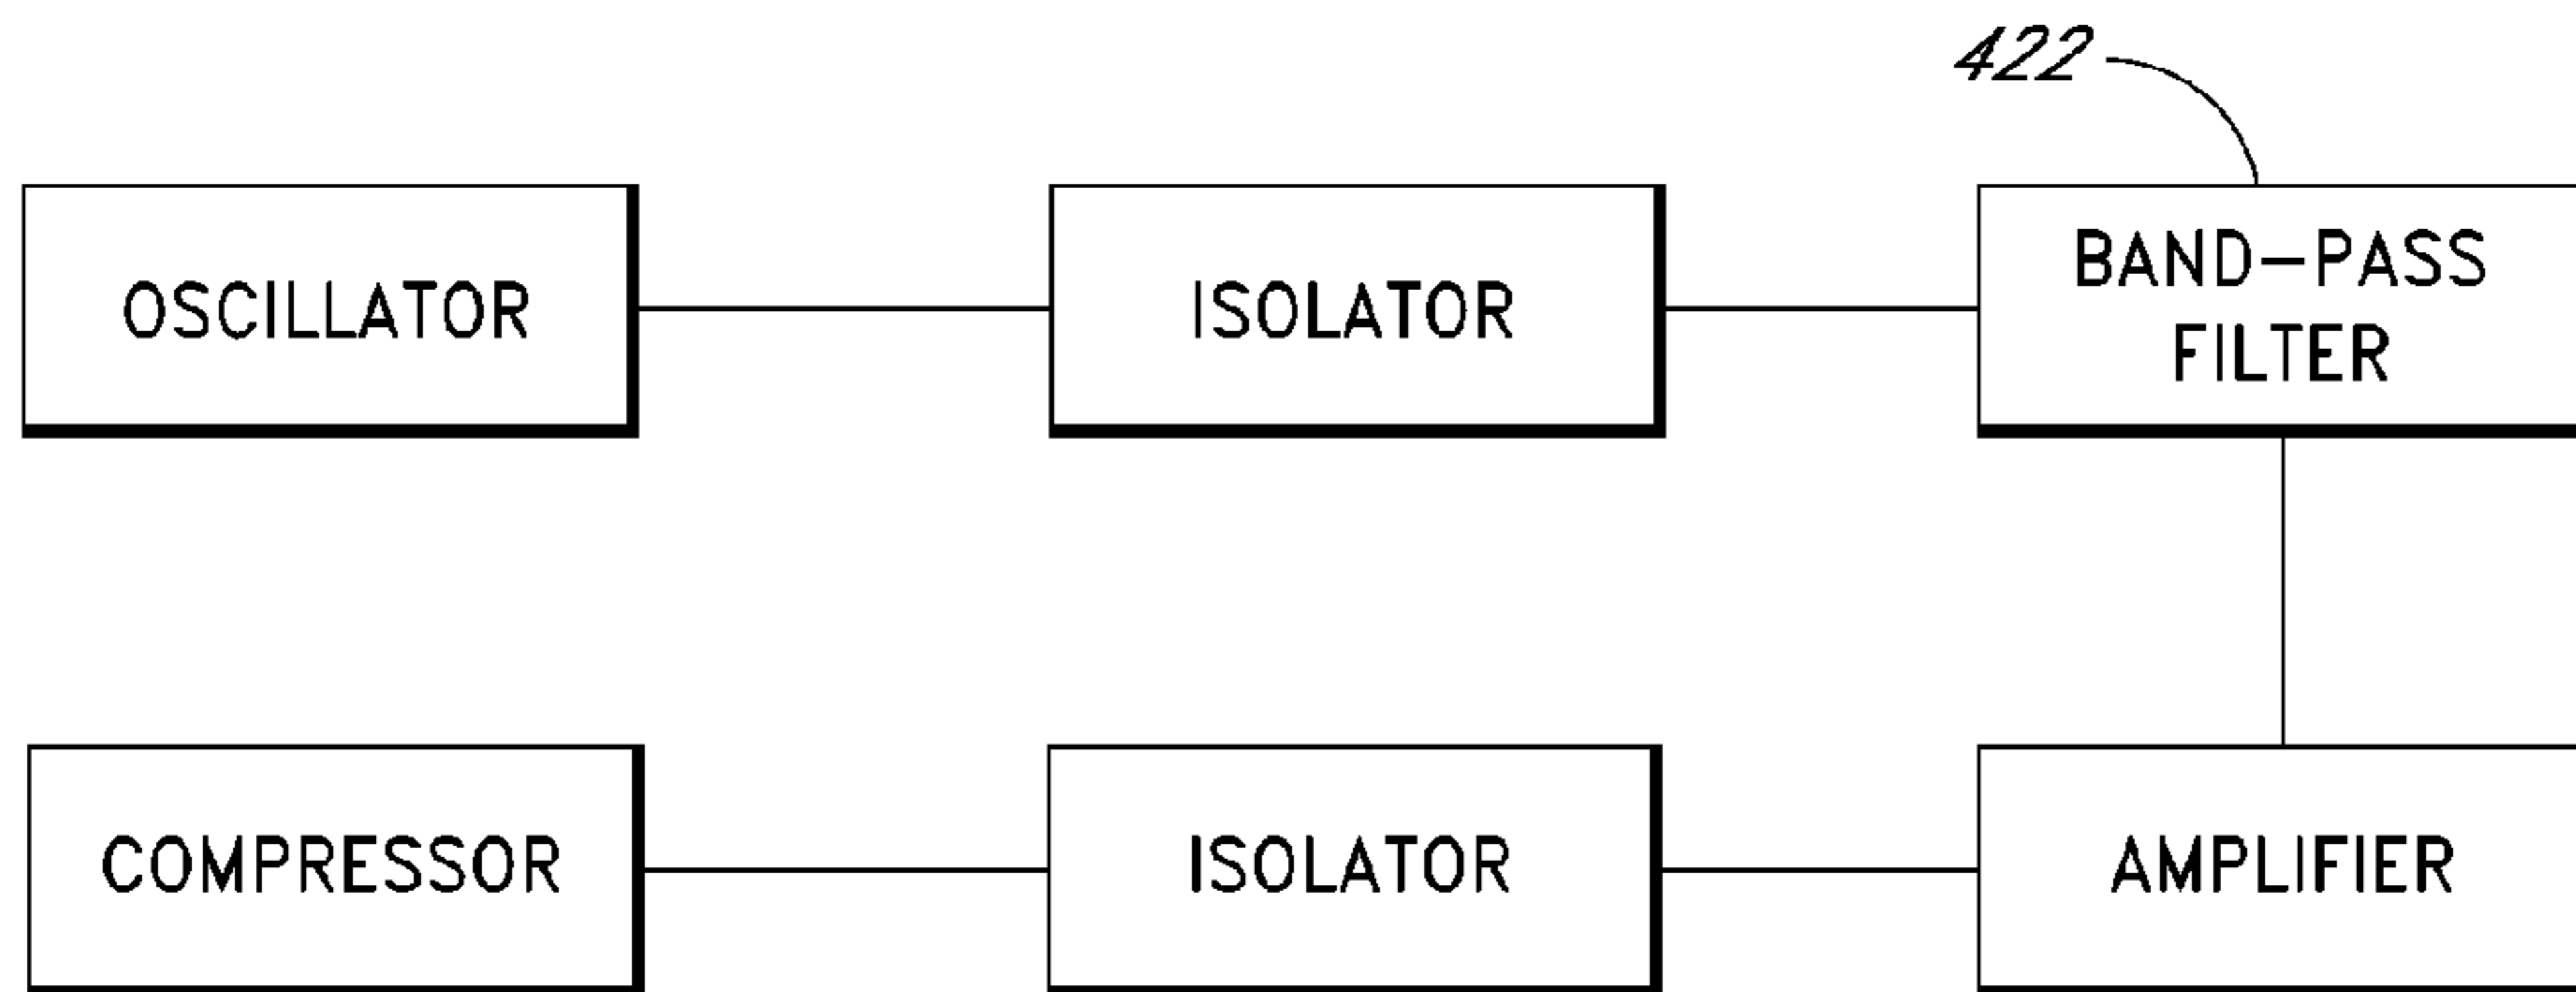 422
OSCILLATOR
ISOLATOR
BAND-PASS
FILTER
COMPRESSOR
ISOLATOR
AMPLIFIER